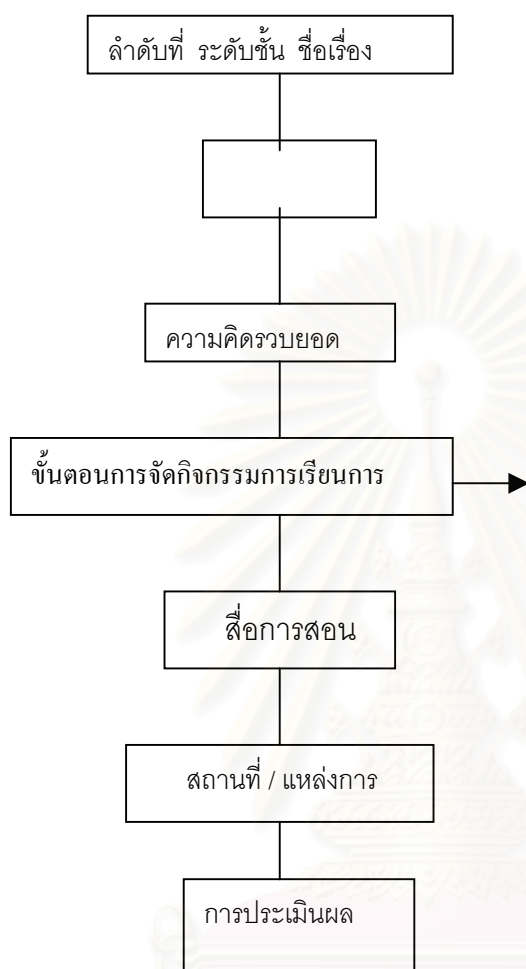 ลำดับที่ ระดับชั้น ชื่อเรื่อง
ความคิดรวบยอด
ขั้นตอนการจัดกิจกรรมการเรียนการ
สื่อการสอน
สถานที่ / แหล่งการ
การประเมินผล